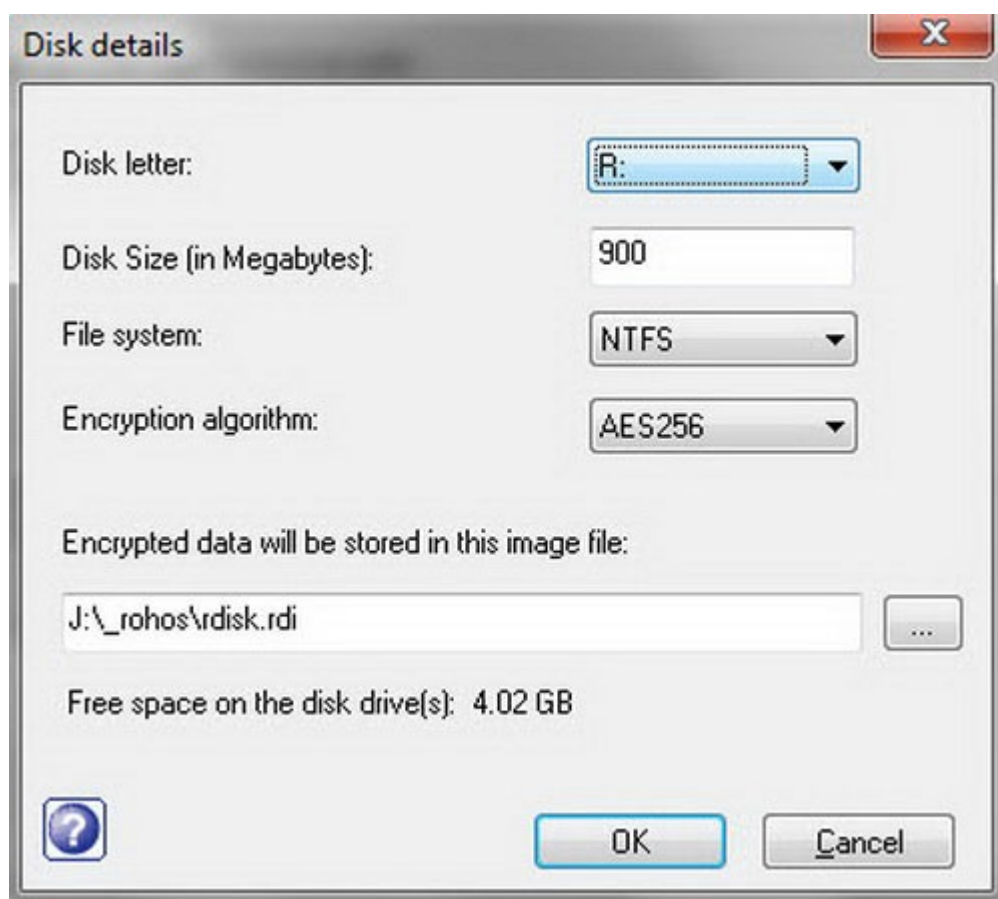 Disk details
Disk letter: R:
Disk Size (in Megabytes): 900
File system: NTFS
Encryption algorithm: AES256
Encrypted data will be stored in this image file:
J:\_rohos\rdisk.rdi ...
Free space on the disk drive(s): 4.02 GB
? OK Cancel